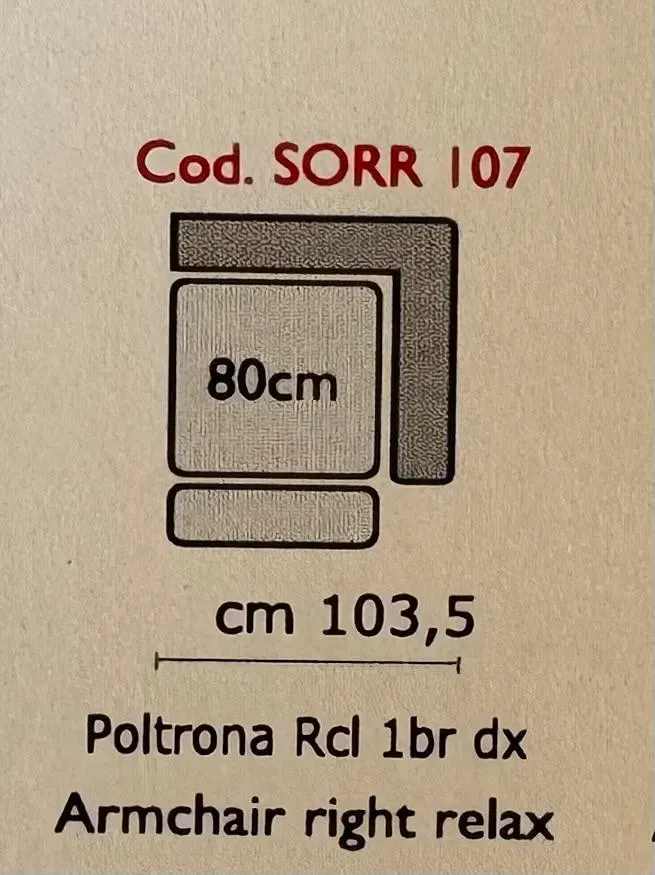 Cod. SORR 107
80cm
cm 103,5
Poltrona Rcl 1br dx
Armchair right relax